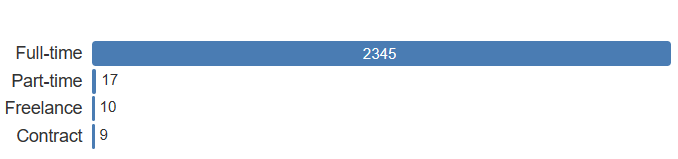 Full-time 2345
Part-time 17
Freelance 10
Contract 9